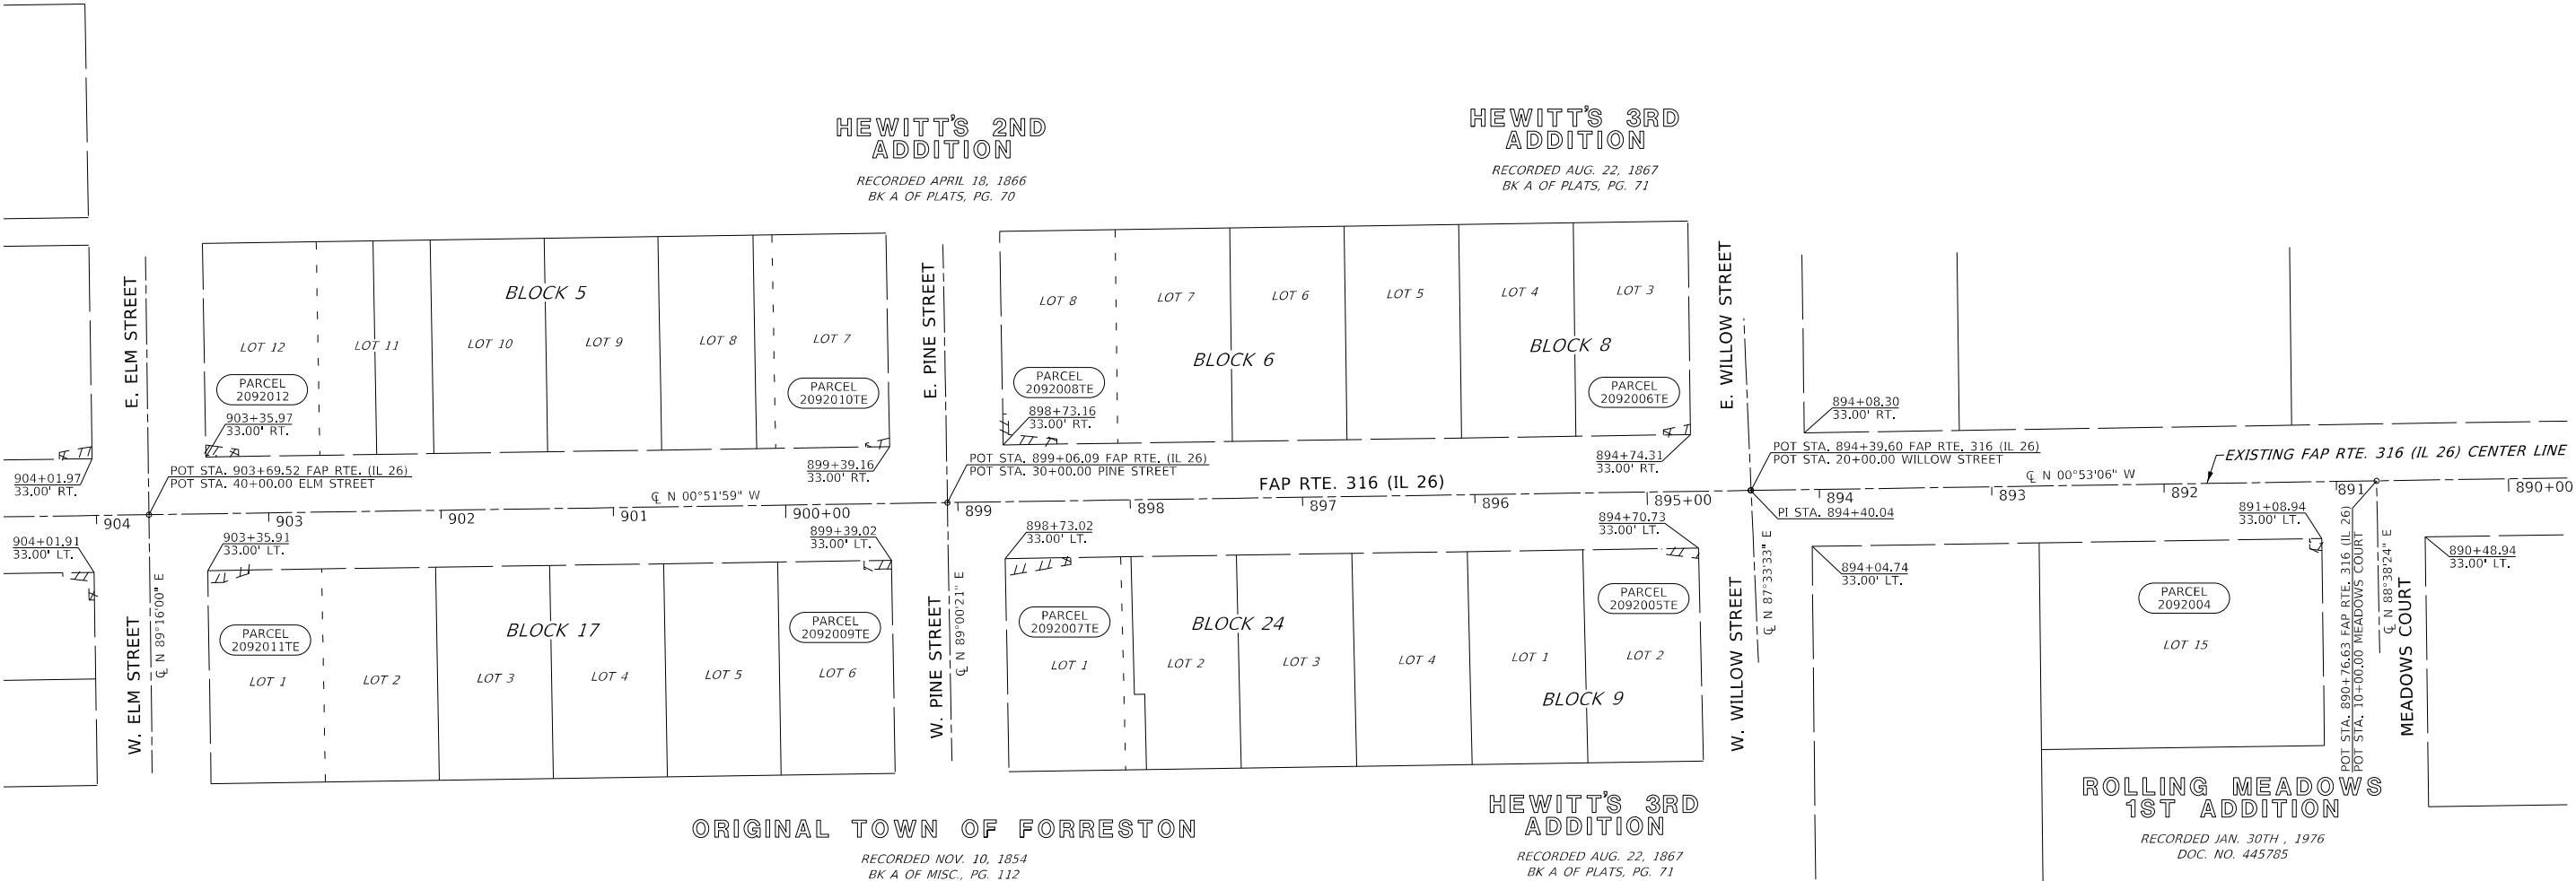 HEWITT'S 2ND
ADDITION
RECORDED APRIL 18, 1866
BK A OF PLATS, PG. 70
HEWITT'S 3RD
ADDITION
RECORDED AUG. 22, 1867
BK A OF PLATS, PG. 71
E. ELM STREET
BLOCK 5
LOT 12
LOT 11
LOT 10
LOT 9
LOT 8
LOT 7
PARCEL
2092012
903+35.97
33.00' RT.
PARCEL
2092010TE
899+39.16
33.00' RT.
904+01.97
33.00' RT.
POT STA. 903+69.52 FAP RTE. (IL 26)
POT STA. 40+00.00 ELM STREET
E. PINE STREET
LOT 8
LOT 7
LOT 6
LOT 5
LOT 4
LOT 3
BLOCK 6
BLOCK 8
PARCEL
2092008TE
898+73.16
33.00' RT.
PARCEL
2092006TE
894+74.31
33.00' RT.
POT STA. 899+06.09 FAP RTE. (IL 26)
POT STA. 30+00.00 PINE STREET
E. WILLOW STREET
894+08.30
33.00' RT.
POT STA. 894+39.60 FAP RTE. 316 (IL 26)
POT STA. 20+00.00 WILLOW STREET
EXISTING FAP RTE. 316 (IL 26) CENTER LINE
℄ N 00°51'59" W
FAP RTE. 316 (IL 26)
℄ N 00°53'06" W
904
903
902
901
900+00
899
898
897
896
895+00
894
893
892
891
890+00
PI STA. 894+40.04
904+01.91
33.00' LT.
903+35.91
33.00' LT.
899+39.02
33.00' LT.
898+73.02
33.00' LT.
894+70.73
33.00' LT.
894+04.74
33.00' LT.
891+08.94
33.00' LT.
890+48.94
33.00' LT.
W. ELM STREET
℄ N 89°16'00" E
PARCEL
2092011TE
BLOCK 17
PARCEL
2092009TE
LOT 1
LOT 2
LOT 3
LOT 4
LOT 5
LOT 6
W. PINE STREET
℄ N 89°00'21" E
PARCEL
2092007TE
BLOCK 24
PARCEL
2092005TE
LOT 1
LOT 2
LOT 3
LOT 4
LOT 1
LOT 2
BLOCK 9
W. WILLOW STREET
℄ N 87°33'33" E
PARCEL
2092004
LOT 15
POT STA. 890+76.63 FAP RTE. 316 (IL 26)
POT STA. 10+00.00 MEADOWS COURT
℄ N 88°38'24" E
MEADOWS COURT
ORIGINAL TOWN OF FORRESTON
RECORDED NOV. 10, 1854
BK A OF MISC., PG. 112
HEWITT'S 3RD
ADDITION
RECORDED AUG. 22, 1867
BK A OF PLATS, PG. 71
ROLLING MEADOWS
1ST ADDITION
RECORDED JAN. 30TH , 1976
DOC. NO. 445785